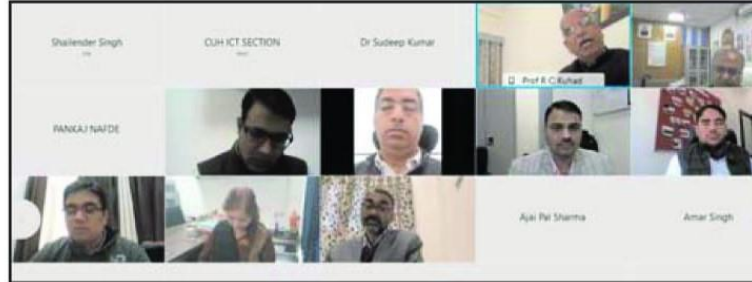 Shailender Singh
CUH ICT SECTION
Dr Sudeep Kumar
Prof R C Kuhad
PANKAJ NAFDE
Ajai Pal Sharma
Amar Singh